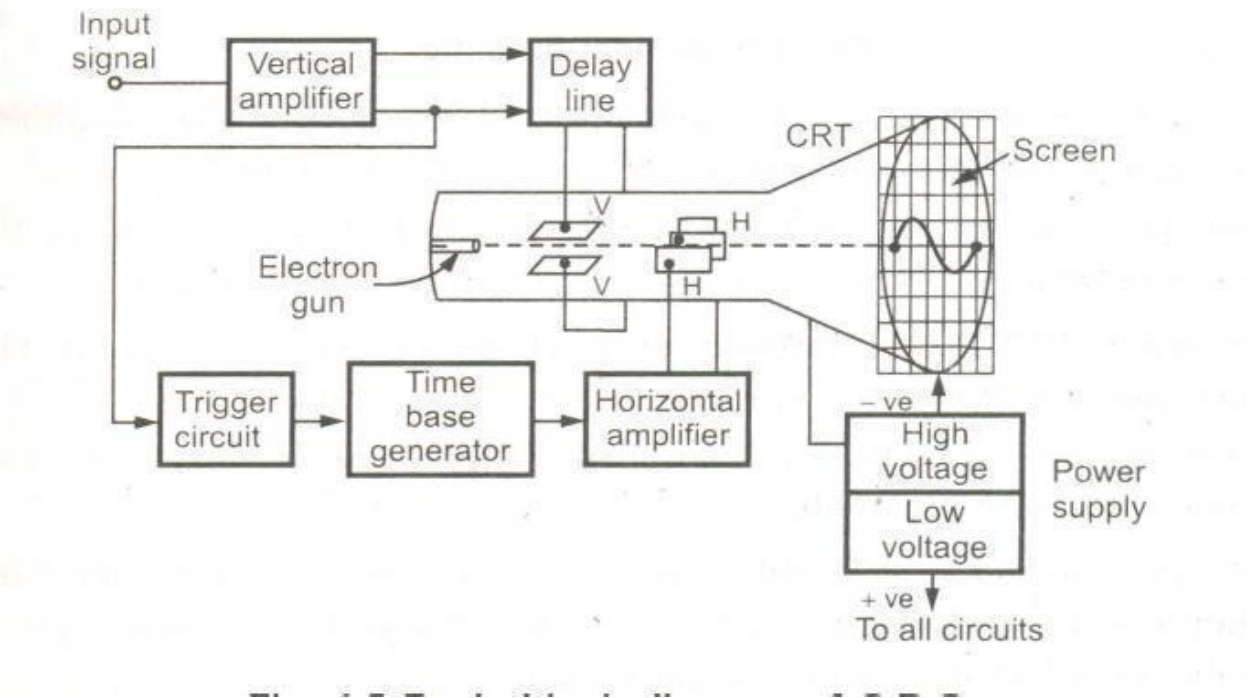 Input
signal
Vertical
amplifier
Delay
line
CRT
Screen
V
H
Electron
gun
V
H
Trigger
circuit
Time
base
generator
Horizontal
amplifier
– ve
High
voltage
Power
supply
Low
voltage
+ ve
To all circuits